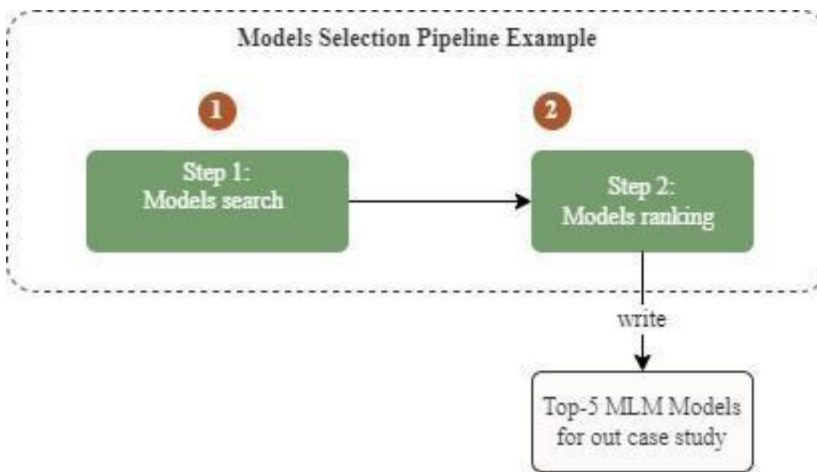 Models Selection Pipeline Example
1
2
Step 1:
Models search
Step 2:
Models ranking
write
Top-5 MLM Models
for out case study